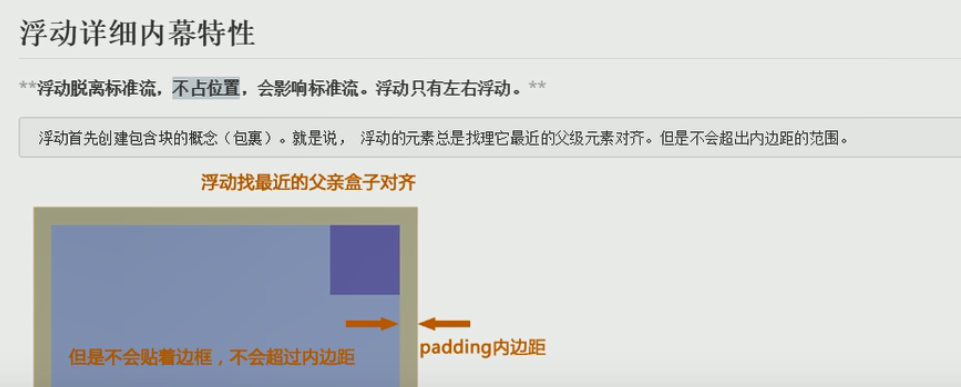 浮动详细内幕特性
**浮动脱离标准流，不占位置，会影响标准流。浮动只有左右浮动。**
浮动首先创建包含块的概念（包裹）。就是说， 浮动的元素总是找理它最近的父级元素对齐。但是不会超出内边距的范围。
浮动找最近的父亲盒子对齐
但是不会贴着边框，不会超过内边距
padding内边距